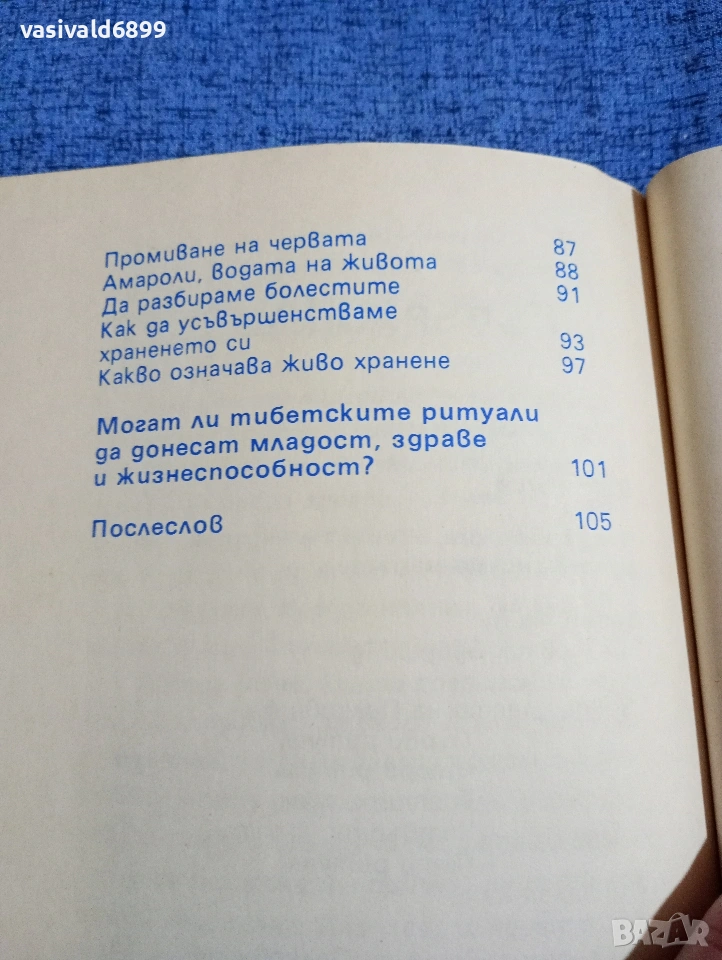 vasivald6899
Промиване на червата 87
Амароли, водата на живота 88
Да разбираме болестите 91
Как да усъвършенстваме
храненето си 93
Какво означава живо хранене 97
Могат ли тибетските ритуали
да донесат младост, здраве
и жизнеспособност? 101
Послеслов 105
BAZAR